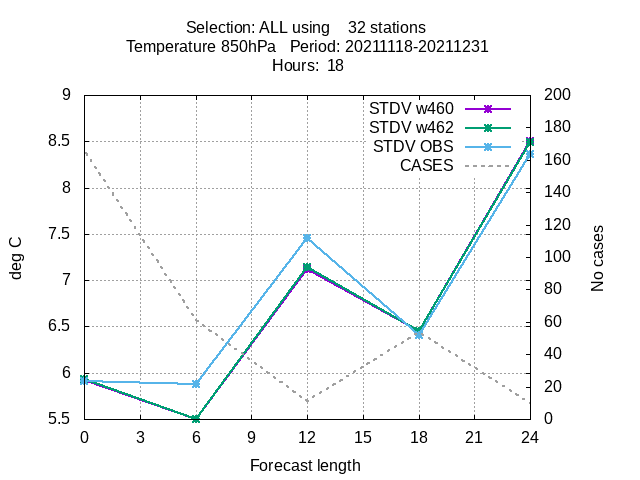 Selection: ALL using    32 stations
Temperature 850hPa   Period: 20211118-20211231
Hours:  18
9
8.5
8
7.5
7
6.5
6
5.5
deg C
STDV w460
STDV w462
STDV OBS
CASES
200
180
160
140
120
100
80
60
40
20
0
No cases
0 3 6 9 12 15 18 21 24
Forecast length